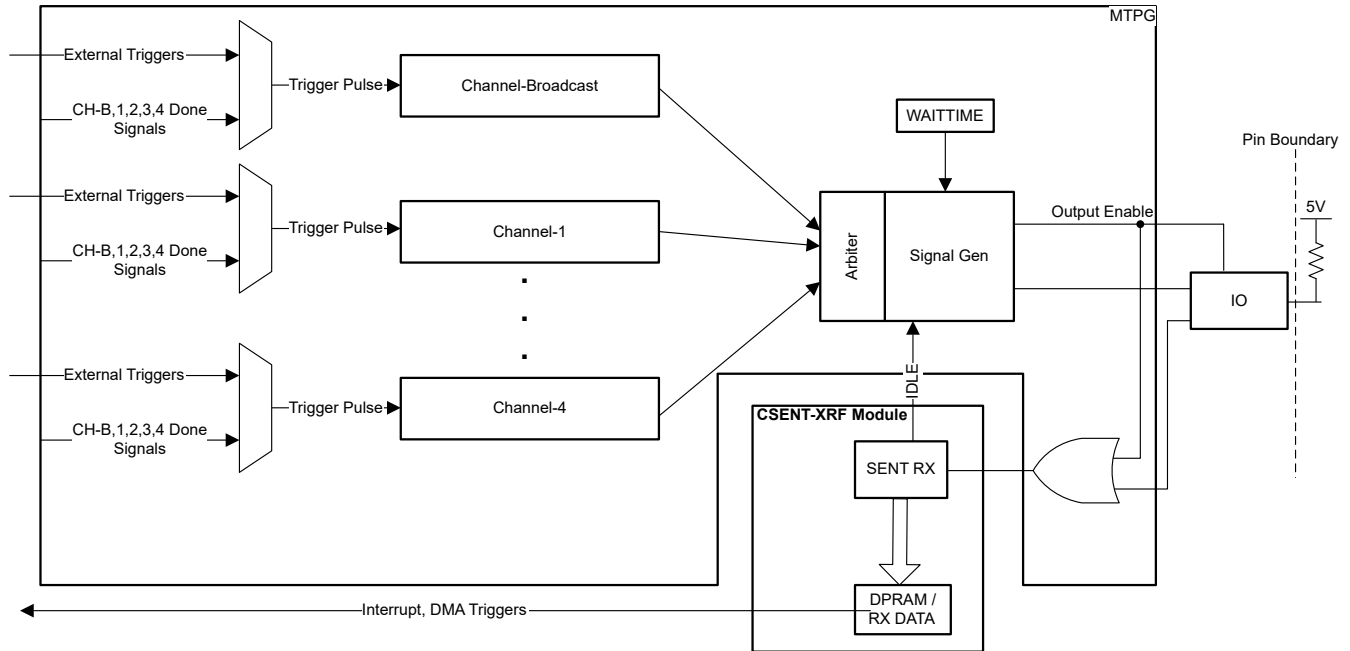 MTPG
External Triggers
CH-B,1,2,3,4 Done
Signals
Trigger Pulse
Channel-Broadcast
WAITTIME
Pin Boundary
External Triggers
CH-B,1,2,3,4 Done
Signals
Trigger Pulse
Channel-1
Arbiter
Signal Gen
Output Enable
5V
IO
.
.
.
External Triggers
CH-B,1,2,3,4 Done
Signals
Trigger Pulse
Channel-4
IDLE
CSENT-XRF Module
SENT RX
DPRAM /
RX DATA
Interrupt, DMA Triggers